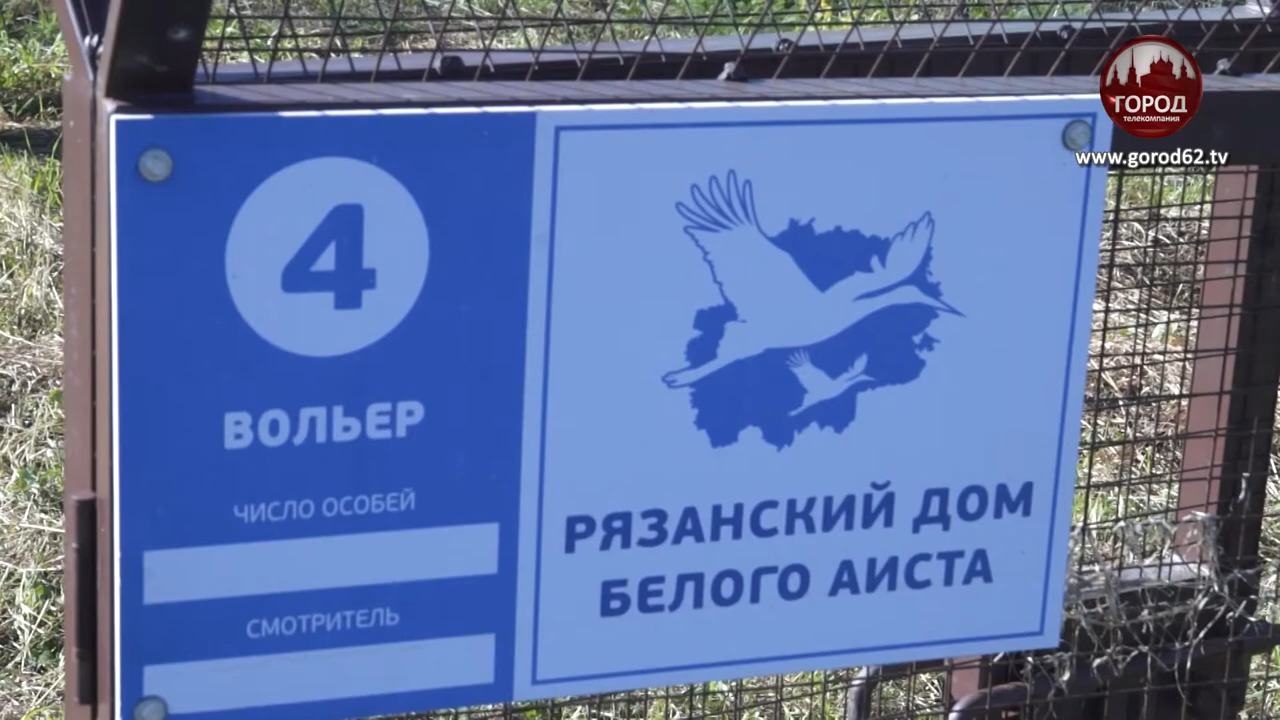 ГОРОД
телекомпания
www.gorod62.tv
4
ВОЛЬЕР
ЧИСЛО ОСОБЕЙ
СМОТРИТЕЛЬ
РЯЗАНСКИЙ ДОМ
БЕЛОГО АИСТА